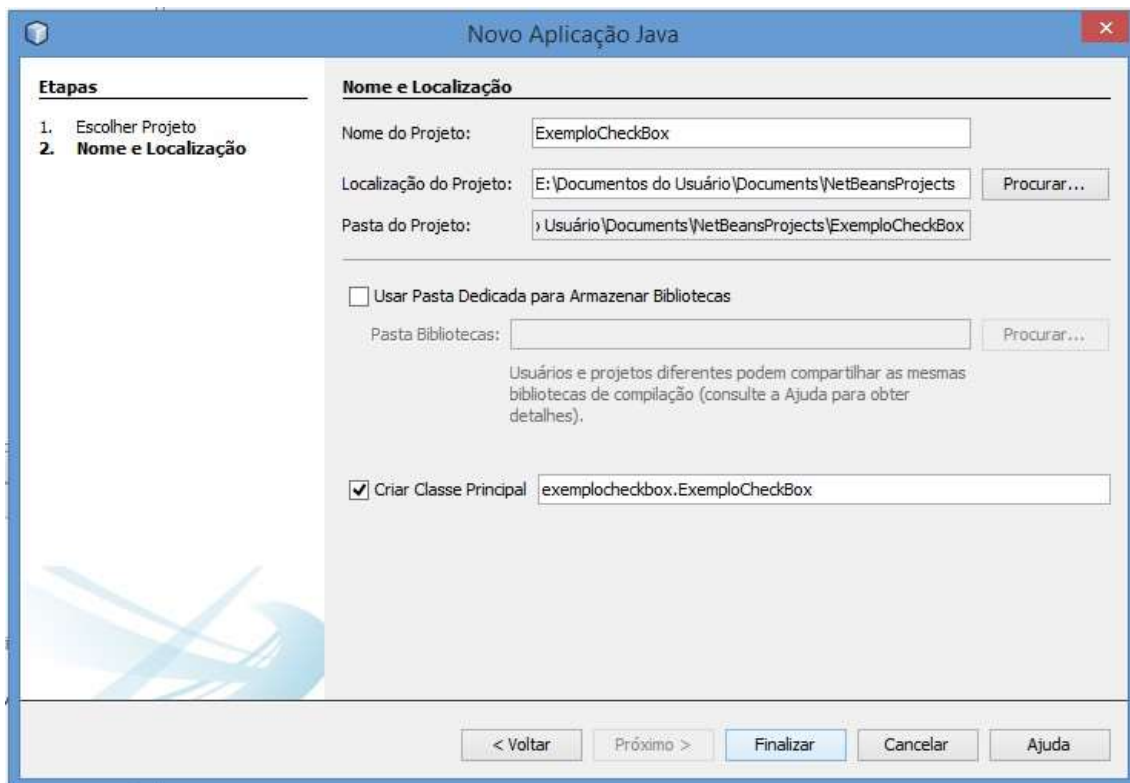 Novo Aplicação Java
Etapas
1. Escolher Projeto
2. Nome e Localização
Nome e Localização
Nome do Projeto: ExemploCheckBox
Localização do Projeto: E:\Documentos do Usuário\Documents\NetBeansProjects Procurar...
Pasta do Projeto: Usuário\Documents\NetBeansProjects\ExemploCheckBox
Usar Pasta Dedicada para Armazenar Bibliotecas
Pasta Bibliotecas: Procurar...
Usuários e projetos diferentes podem compartilhar as mesmas
bibliotecas de compilação (consulte a Ajuda para obter
detalhes).
Criar Classe Principal exemplocheckbox.ExemploCheckBox
< Voltar Próximo > Finalizar Cancelar Ajuda